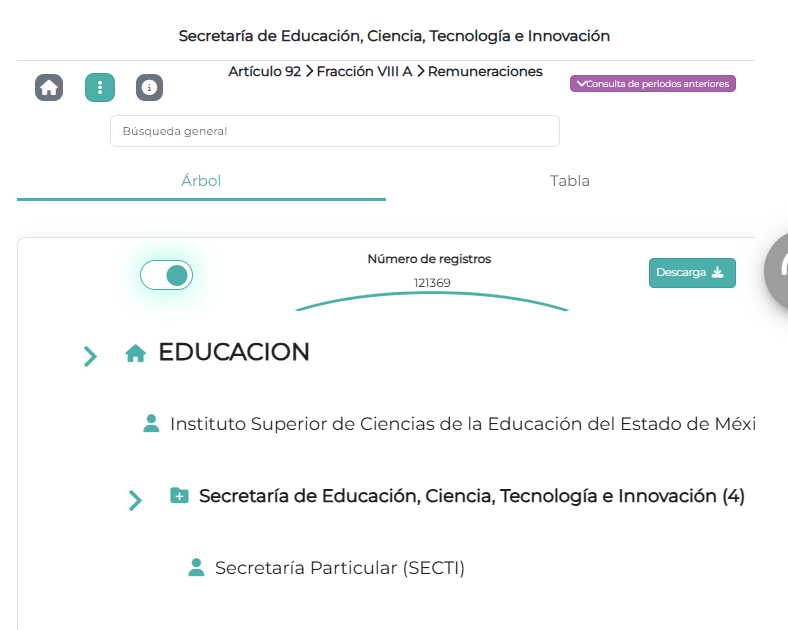 Secretaría de Educación, Ciencia, Tecnología e Innovación
Artículo 92 > Fracción VIII A > Remuneraciones
Consulta de periodos anteriores
Búsqueda general
Árbol
Tabla
Número de registros
121369
Descarga
EDUCACION
Instituto Superior de Ciencias de la Educación del Estado de Méxi
Secretaría de Educación, Ciencia, Tecnología e Innovación (4)
Secretaría Particular (SECTI)